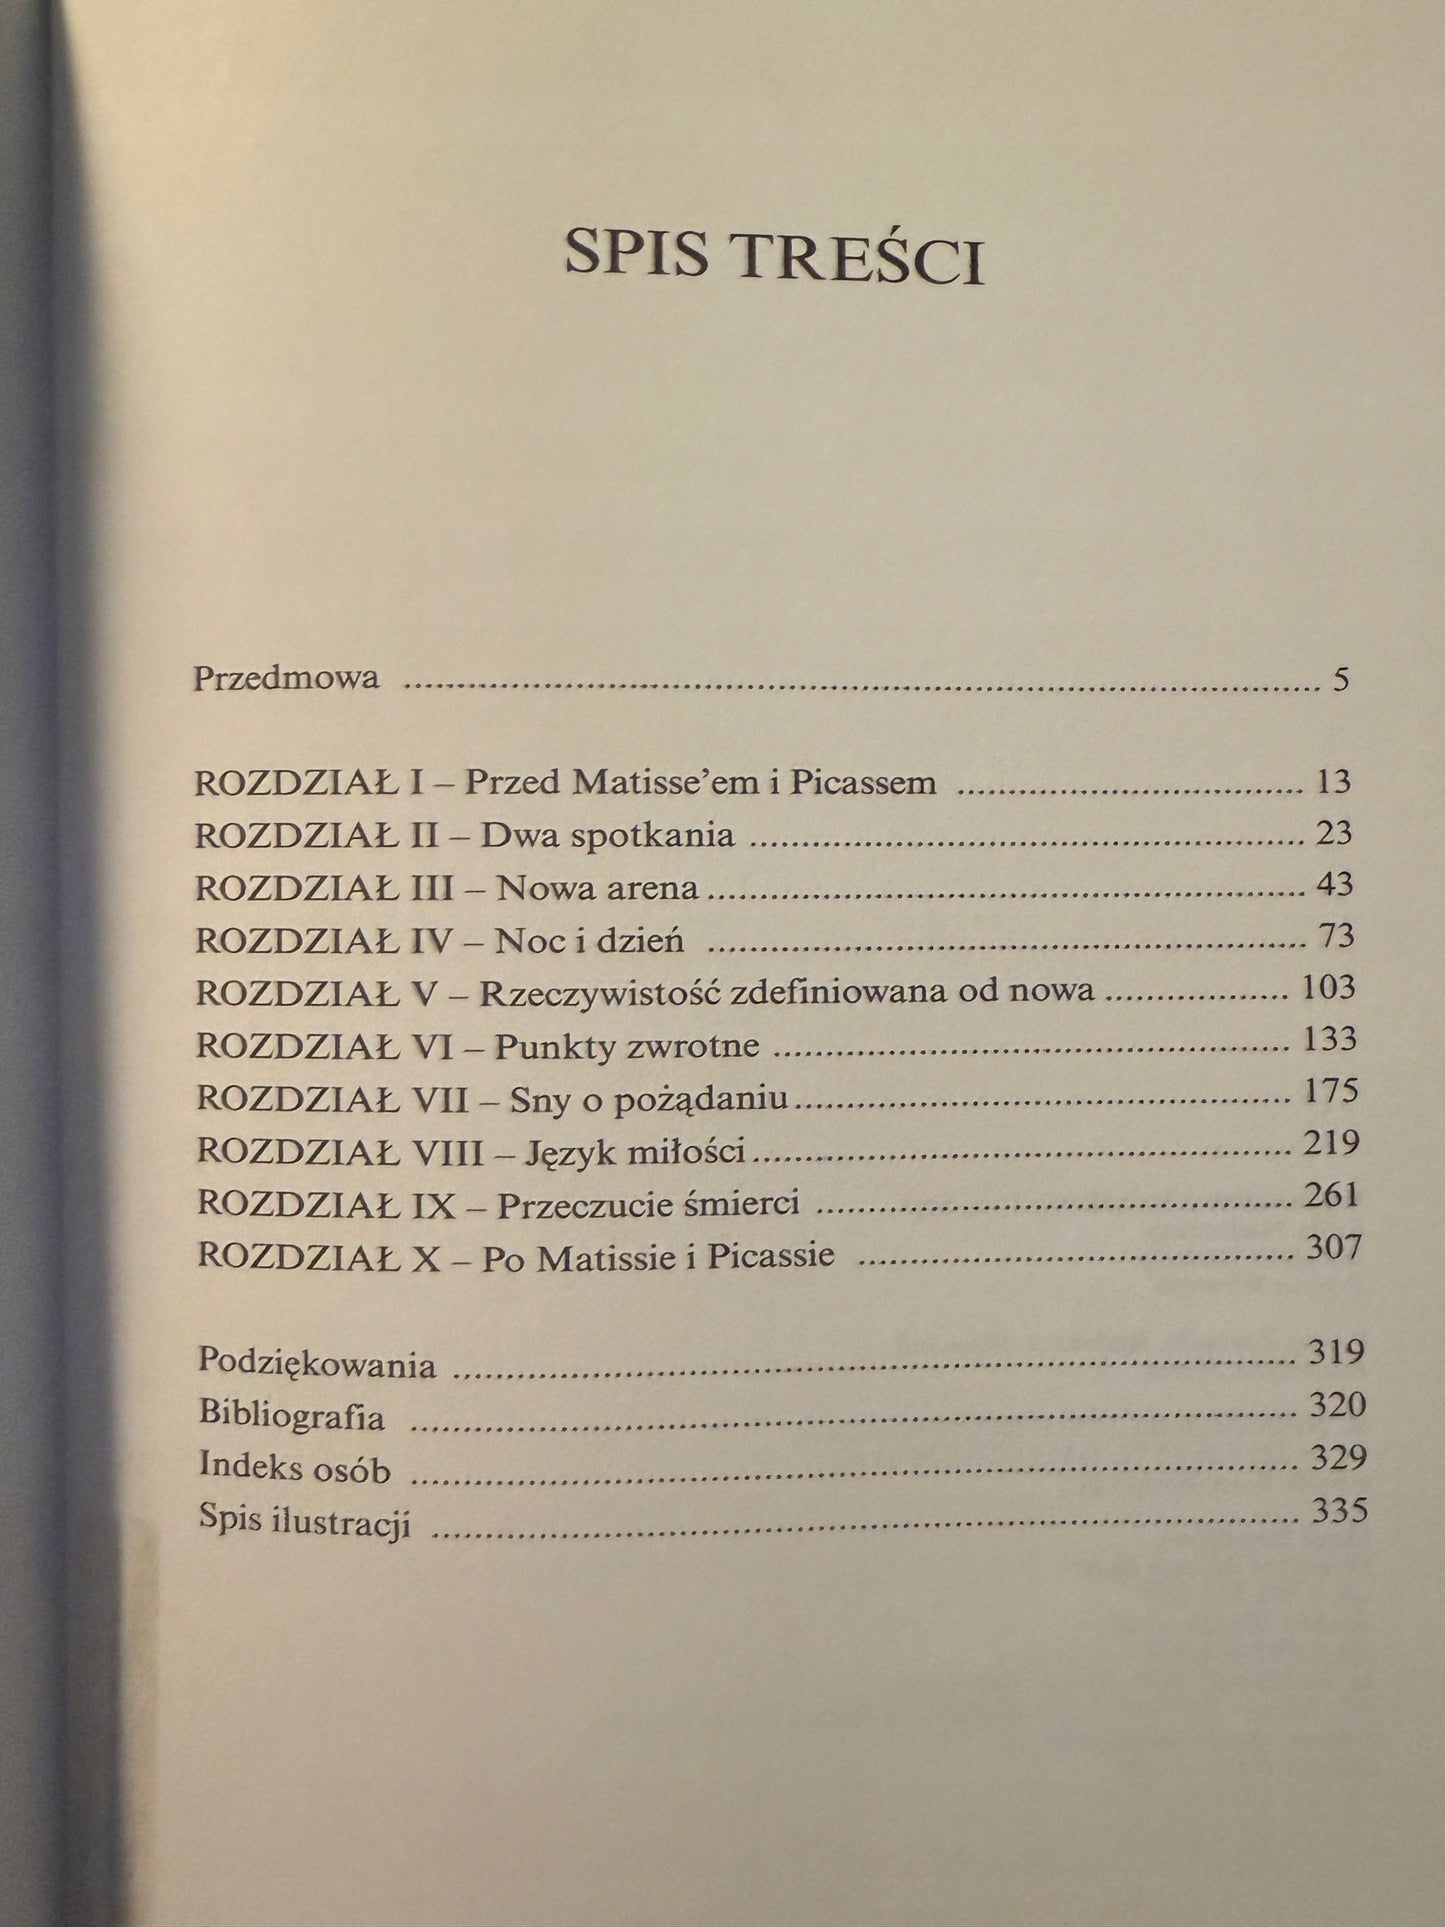 SPIS TREŚCI
Przedmowa ........................................ 5
ROZDZIAŁ I – Przed Matisse’em i Picassem ........................................ 13
ROZDZIAŁ II – Dwa spotkania ........................................ 23
ROZDZIAŁ III – Nowa arena ........................................ 43
ROZDZIAŁ IV – Noc i dzień ........................................ 73
ROZDZIAŁ V – Rzeczywistość zdefiniowana od nowa ........................................ 103
ROZDZIAŁ VI – Punkty zwrotne ........................................ 133
ROZDZIAŁ VII – Sny o pożądaniu ........................................ 175
ROZDZIAŁ VIII – Język miłości ........................................ 219
ROZDZIAŁ IX – Przeczucie śmierci ........................................ 261
ROZDZIAŁ X – Po Matissie i Picassie ........................................ 307
Podziękowania ........................................ 319
Bibliografia ........................................ 320
Indeks osób ........................................ 329
Spis ilustracji ........................................ 335